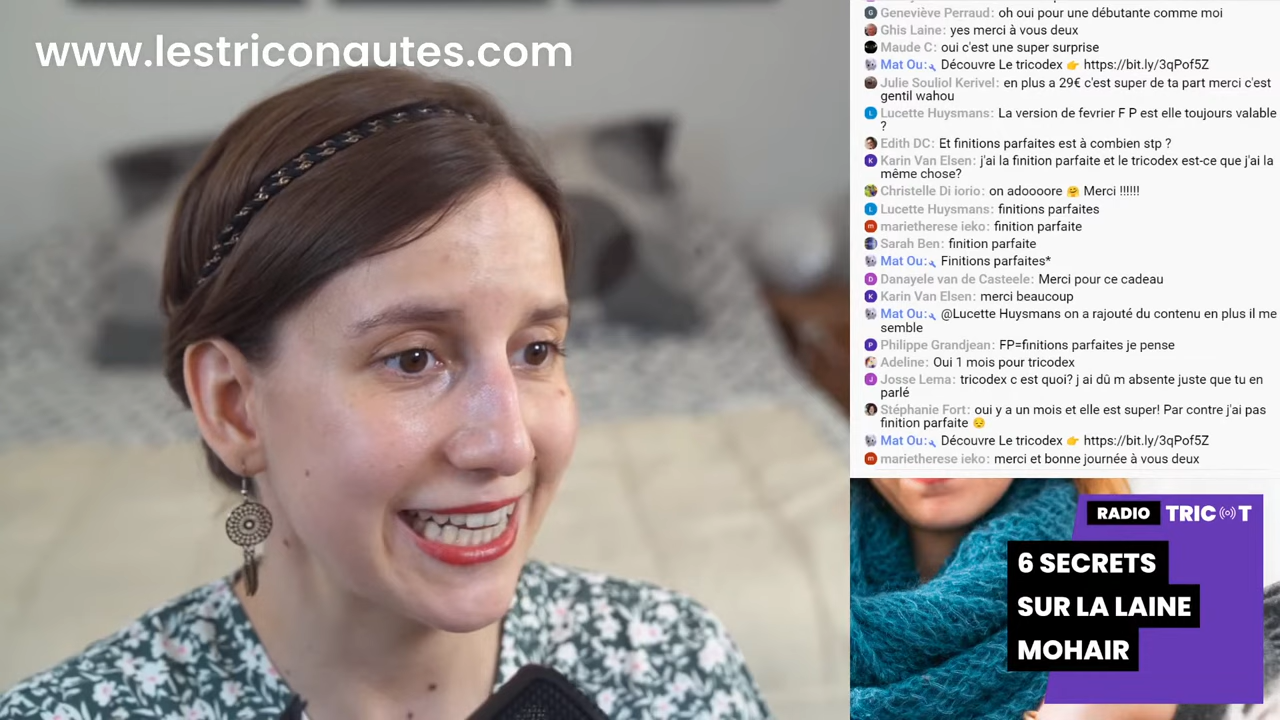 www.lestriconautes.com
Geneviève Perraud: oh oui pour une débutante comme moi
Ghis Laine: yes merci à vous deux
Maude C: oui c'est une super surprise
Mat Ou: Découvre Le tricodex 👉 https://bit.ly/3qPof5Z
Julie Souliol Kerivel: en plus a 29€ c'est super de ta part merci c'est
gentil wahou
Lucette Huysmans: La version de fevrier F P est elle toujours valable
?
Edith DC: Et finitions parfaites est à combien stp ?
Karin Van Elsen: j'ai la finition parfaite et le tricodex est-ce que j'ai la
même chose?
Christelle Di iorio: on adoooore 🤗 Merci !!!!!!
Lucette Huysmans: finitions parfaites
marietherese ieko: finition parfaite
Sarah Ben: finition parfaite
Mat Ou: Finitions parfaites*
Danayele van de Casteele: Merci pour ce cadeau
Karin Van Elsen: merci beaucoup
Mat Ou: @Lucette Huysmans on a rajouté du contenu en plus il me
semble
Philippe Grandjean: FP=finitions parfaites je pense
Adeline: Oui 1 mois pour tricodex
Josse Lema: tricodex c est quoi? j ai dû m absente juste que tu en
parlé
Stéphanie Fort: oui y a un mois et elle est super! Par contre j'ai pas
finition parfaite 😔
Mat Ou: Découvre Le tricodex 👉 https://bit.ly/3qPof5Z
marietherese ieko: merci et bonne journée à vous deux
RADIO TRICOT
6 SECRETS
SUR LA LAINE
MOHAIR